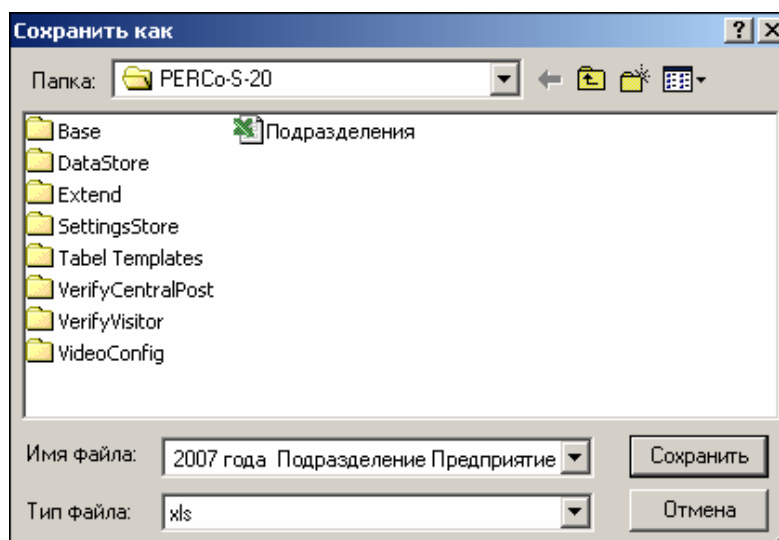 Сохранить как
Папка: PERCo-S-20
Base
DataStore
Extend
SettingsStore
Tabel Templates
VerifyCentralPost
VerifyVisitor
VideoConfig
Подразделения
Имя файла: 2007 года Подразделение Предприятие Сохранить
Тип файла: xls Отмена